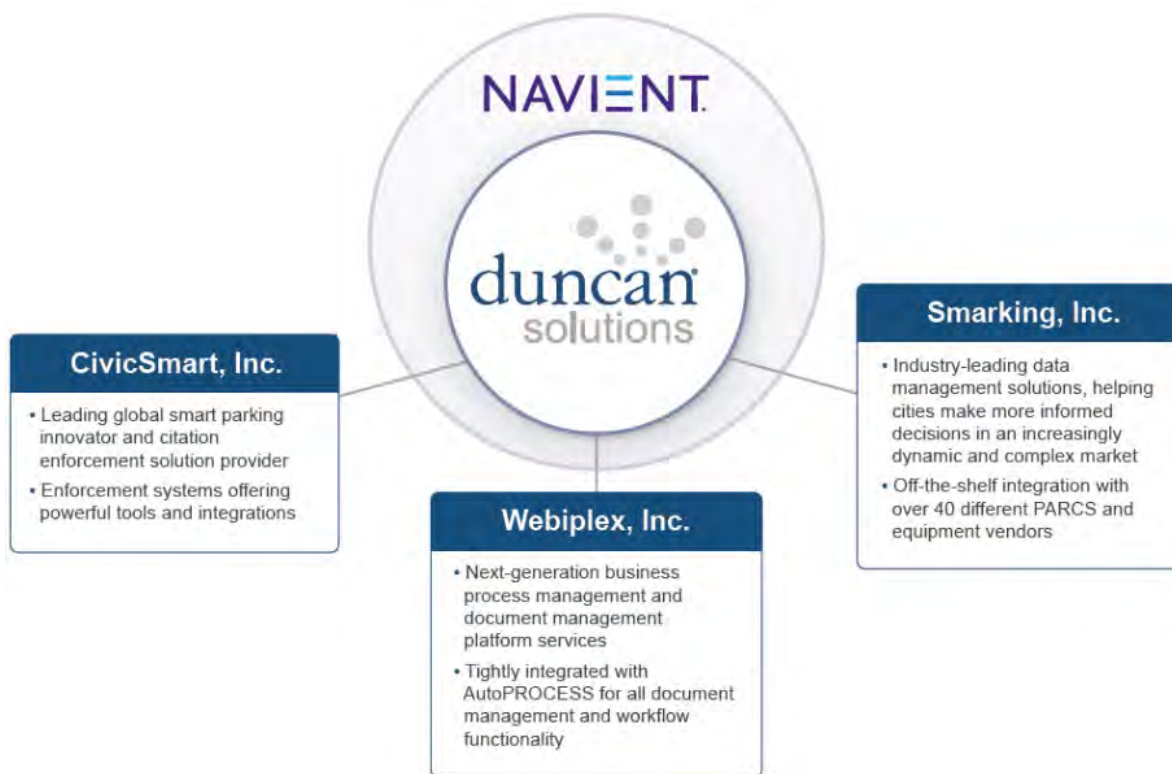 NAVIENT.
duncan
solutions
CivicSmart, Inc.
• Leading global smart parking
innovator and citation
enforcement solution provider
• Enforcement systems offering
powerful tools and integrations
Webiplex, Inc.
• Next-generation business
process management and
document management
platform services
• Tightly integrated with
AutoPROCESS for all document
management and workflow
functionality
Smarking, Inc.
• Industry-leading data
management solutions, helping
cities make more informed
decisions in an increasingly
dynamic and complex market
• Off-the-shelf integration with
over 40 different PARCS and
equipment vendors